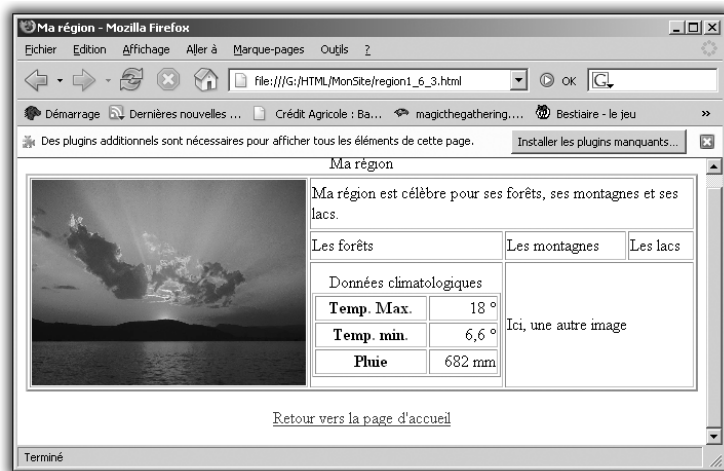 Ma région - Mozilla Firefox
Fichier Edition Affichage Aller à Marque-pages Outils ?
file:///G:/HTML/MonSite/region1_6_3.html OK G
Démarrage Dernières nouvelles ... Crédit Agricole : Ba... magicthegathering.... Bestiaire - le jeu »
Des plugins additionnels sont nécessaires pour afficher tous les éléments de cette page. Installer les plugins manquants...
Ma région
Ma région est célèbre pour ses forêts, ses montagnes et ses
lacs.
Les forêts Les montagnes Les lacs
Données climatologiques
Temp. Max. 18 °
Temp. min. 6,6 °
Pluie 682 mm
Ici, une autre image
Retour vers la page d'accueil
Terminé